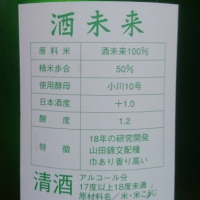 酒未来
原料米 酒未来100%
精米歩合 50%
使用酵母 小川10号
日本酒度 +1.0
酸度 1.2
特徴
18年の研究開発
山田錦交配種
巾あり香り高い
清酒
アルコール分
17度以上18度未満
原材料名/米・米こうじ